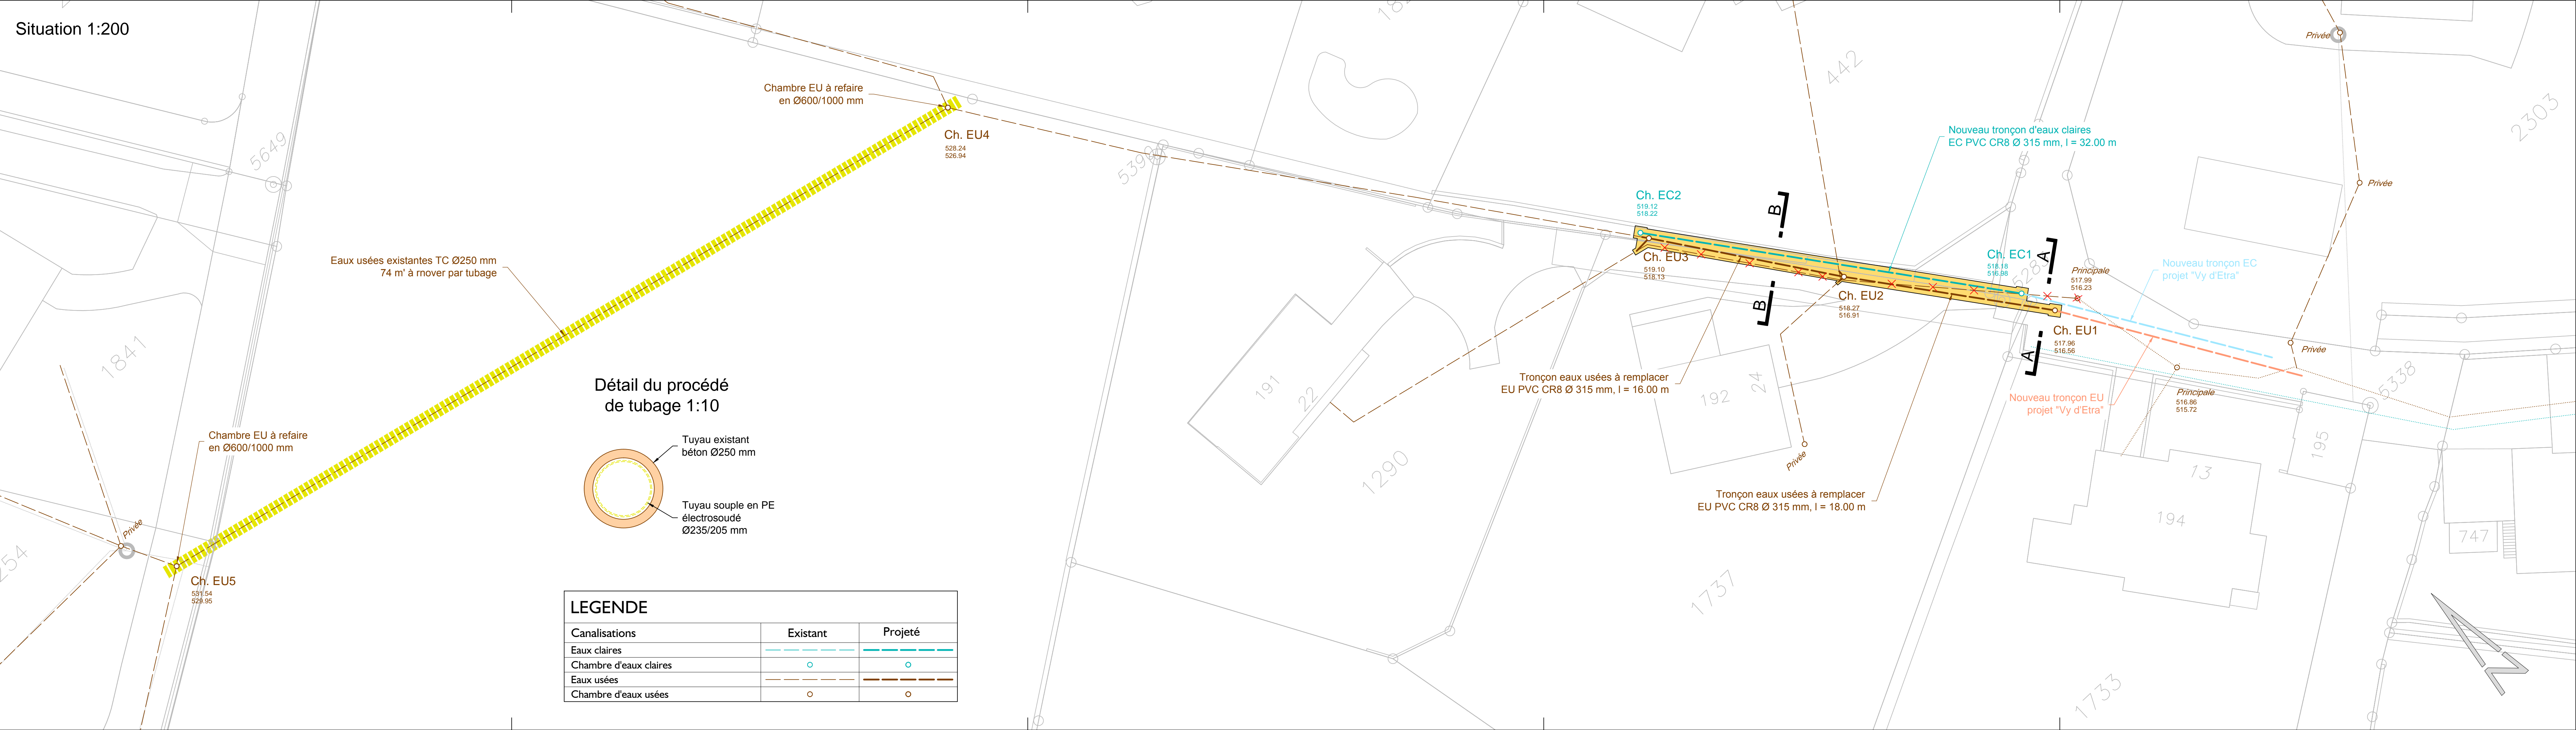 Situation 1:200
Chambre EU à refaire
en Ø600/1000 mm
Ch. EU4
528.24
526.94
5649
539
442
2303
Privée
Privée
Privée
Nouveau tronçon d'eaux claires
EC PVC CR8 Ø 315 mm, l = 32.00 m
Ch. EC2
519.12
518.22
B
B
Ch. EU3
519.10
518.13
Ch. EC1
518.18
516.98
A
A
528
Principale
517.99
516.23
Nouveau tronçon EC
projet "Vy d'Etra"
Ch. EU2
518.27
516.91
Ch. EU1
517.96
516.56
Eaux usées existantes TC Ø250 mm
74 m' à rnover par tubage
1841
Détail du procédé
de tubage 1:10
Tuyau existant
béton Ø250 mm
Tuyau souple en PE
électrosoudé
Ø235/205 mm
191
22
Tronçon eaux usées à remplacer
EU PVC CR8 Ø 315 mm, l = 16.00 m
192
24
Nouveau tronçon EU
projet "Vy d'Etra"
Principale
516.86
515.72
5338
195
Chambre EU à refaire
en Ø600/1000 mm
Privée
1290
Privée
Tronçon eaux usées à remplacer
EU PVC CR8 Ø 315 mm, l = 18.00 m
13
194
747
254
Ch. EU5
531.54
529.95
1737
1733
LEGENDE
Canalisations Existant Projeté
Eaux claires
Chambre d'eaux claires
Eaux usées
Chambre d'eaux usées